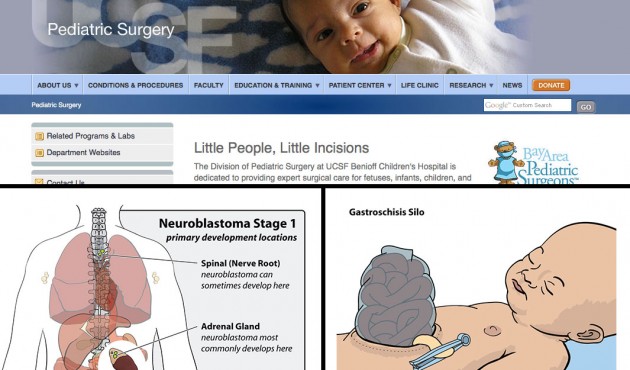 UCSF
Pediatric Surgery
ABOUT US CONDITIONS & PROCEDURES FACULTY EDUCATION & TRAINING PATIENT CENTER LIFE CLINIC RESEARCH NEWS DONATE
Pediatric Surgery
Google™ Custom Search GO
Related Programs & Labs
Department Websites
Contact Us
Little People, Little Incisions
The Division of Pediatric Surgery at UCSF Benioff Children's Hospital is
dedicated to providing expert surgical care for fetuses, infants, children, and
Bay Area
Pediatric
Surgeons
Neuroblastoma Stage 1
primary development locations
Spinal (Nerve Root)
neuroblastoma can
sometimes develop here
Adrenal Gland
neuroblastoma most
commonly develops here
Gastroschisis Silo